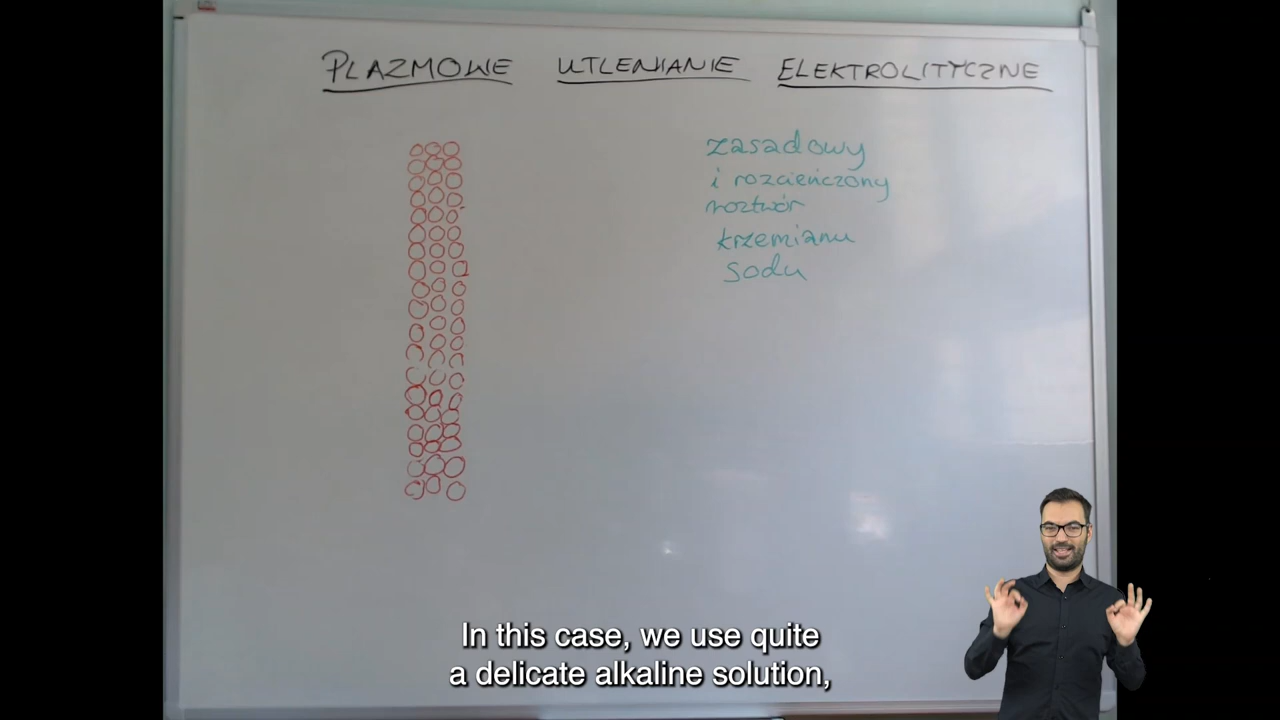 PLAZMOWE UTLENIANIE ELEKTROLITYCZNE
zasadowy
i rozcieńczony
roztwór
krzemianu
sodu
In this case, we use quite
a delicate alkaline solution,